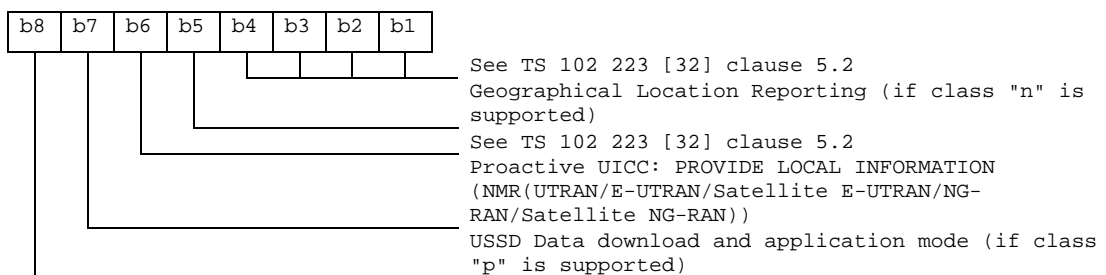 b8 b7 b6 b5 b4 b3 b2 b1
See TS 102 223 [32] clause 5.2
Geographical Location Reporting (if class "n" is
supported)
See TS 102 223 [32] clause 5.2
Proactive UICC: PROVIDE LOCAL INFORMATION
(NMR(UTRAN/E-UTRAN/Satellite E-UTRAN/NG-
RAN/Satellite NG-RAN))
USSD Data download and application mode (if class
"p" is supported)